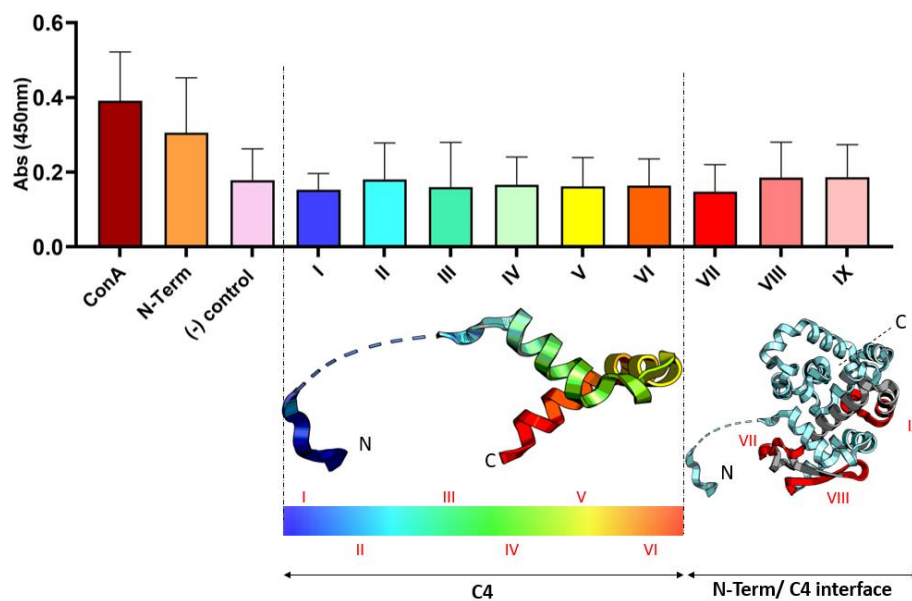 0.6
0.4
0.2
0.0
Abs (450nm)
ConA
N-Term
(-) control
I
II
III
IV
V
VI
VII
VIII
IX
N
C
C
I
VII
N
VIII
I
III
V
II
IV
VI
C4
N-Term/ C4 interface